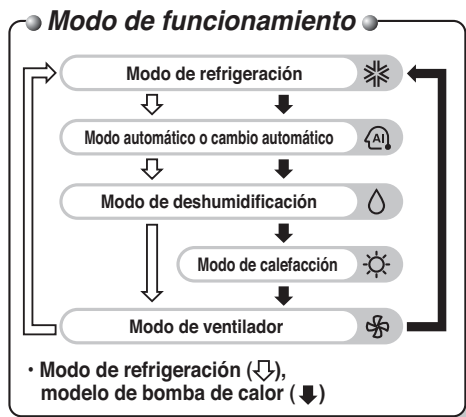 Modo de funcionamiento
Modo de refrigeración
Modo automático o cambio automático
AI
Modo de deshumidificación
Modo de calefacción
Modo de ventilador
· Modo de refrigeración (⇩),
modelo de bomba de calor (⬇)